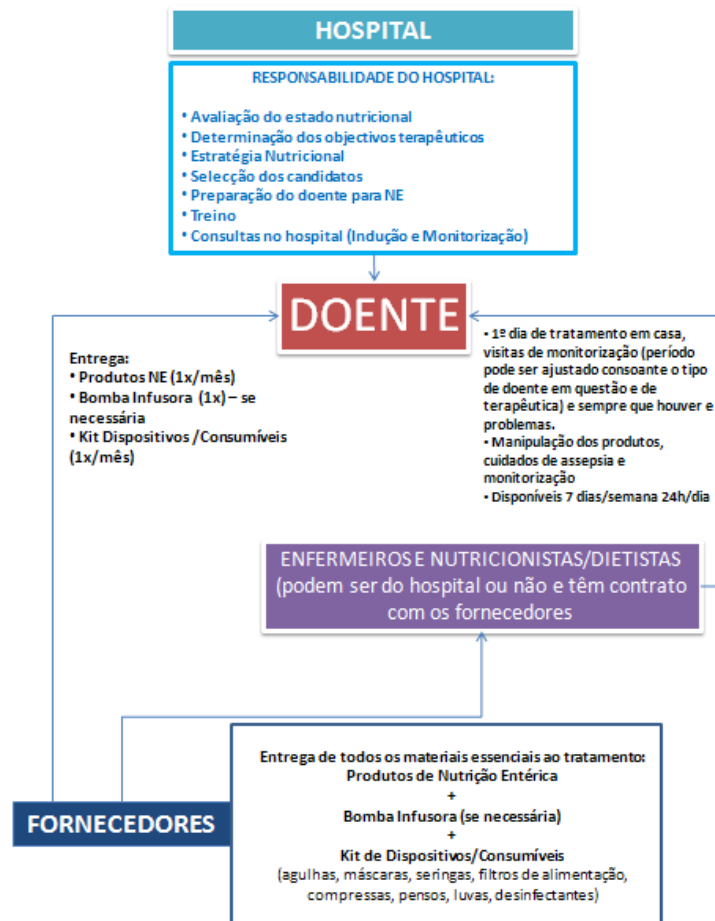 HOSPITAL
RESPONSABILIDADE DO HOSPITAL:
• Avaliação do estado nutricional
• Determinação dos objectivos terapêuticos
• Estratégia Nutricional
• Selecção dos candidatos
• Preparação do doente para NE
• Treino
• Consultas no hospital (Indução e Monitorização)
DOENTE
Entrega:
• Produtos NE (1x/mês)
• Bomba Infusora (1x) – se
necessária
• Kit Dispositivos /Consumíveis
(1x/mês)
• 1º dia de tratamento em casa,
visitas de monitorização (período
pode ser ajustado consoante o tipo
de doente em questão e de
terapêutica) e sempre que houver e
problemas.
• Manipulação dos produtos,
cuidados de assepsia e
monitorização
• Disponíveis 7 dias/semana 24h/dia
ENFERMEIROS E NUTRICIONISTAS/DIETISTAS
(podem ser do hospital ou não e têm contrato
com os fornecedores
FORNECEDORES
Entrega de todos os materiais essenciais ao tratamento:
Produtos de Nutrição Entérica
+
Bomba Infusora (se necessária)
+
Kit de Dispositivos/Consumíveis
(agulhas, máscaras, seringas, filtros de alimentação,
compressas, pensos, luvas, desinfectantes)